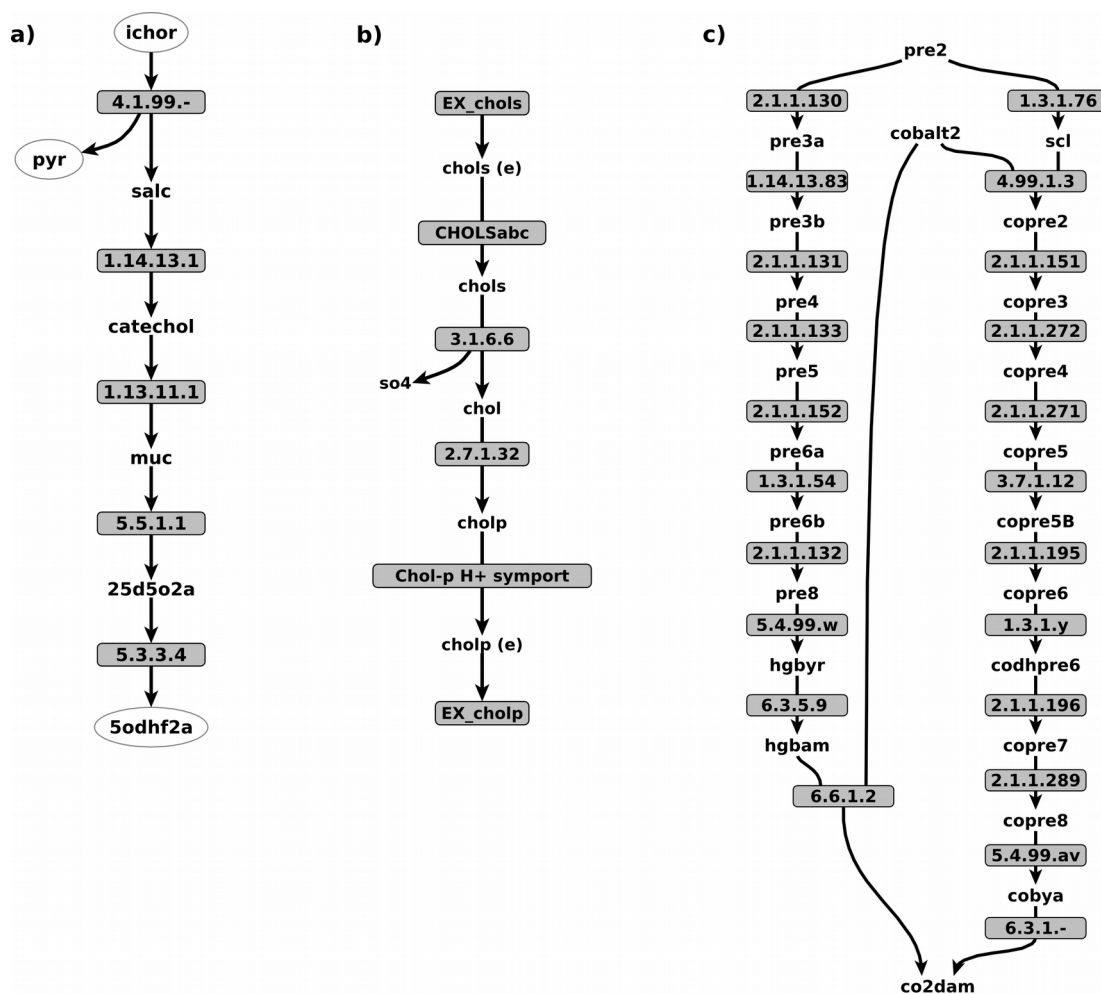 a)
ichor
4.1.99.-
pyr
salc
1.14.13.1
catechol
1.13.11.1
muc
5.5.1.1
25d5o2a
5.3.3.4
5odhf2a
b)
EX_chols
chols (e)
CHOLSabc
chols
3.1.6.6
so4
chol
2.7.1.32
cholp
Chol-p H+ symport
cholp (e)
EX_cholp
c)
pre2
2.1.1.130
pre3a
1.14.13.83
pre3b
2.1.1.131
pre4
2.1.1.133
pre5
2.1.1.152
pre6a
1.3.1.54
pre6b
2.1.1.132
pre8
5.4.99.w
hgbyr
6.3.5.9
hgbam
6.6.1.2
cobalt2
1.3.1.76
scl
4.99.1.3
copre2
2.1.1.151
copre3
2.1.1.272
copre4
2.1.1.271
copre5
3.7.1.12
copre5B
2.1.1.195
copre6
1.3.1.y
codhpre6
2.1.1.196
copre7
2.1.1.289
copre8
5.4.99.av
cobya
6.3.1.-
co2dam